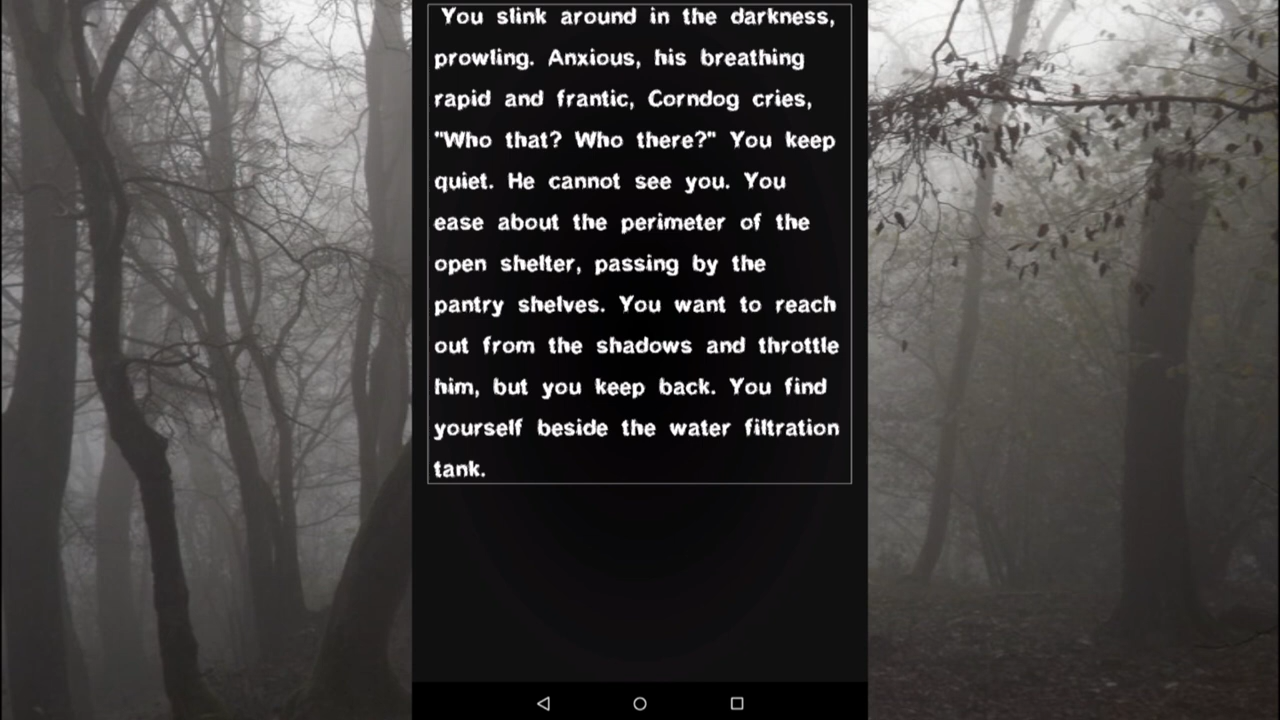 You slink around in the darkness,
prowling. Anxious, his breathing
rapid and frantic, Corndog cries,
"Who that? Who there?" You keep
quiet. He cannot see you. You
ease about the perimeter of the
open shelter, passing by the
pantry shelves. You want to reach
out from the shadows and throttle
him, but you keep back. You find
yourself beside the water filtration
tank.